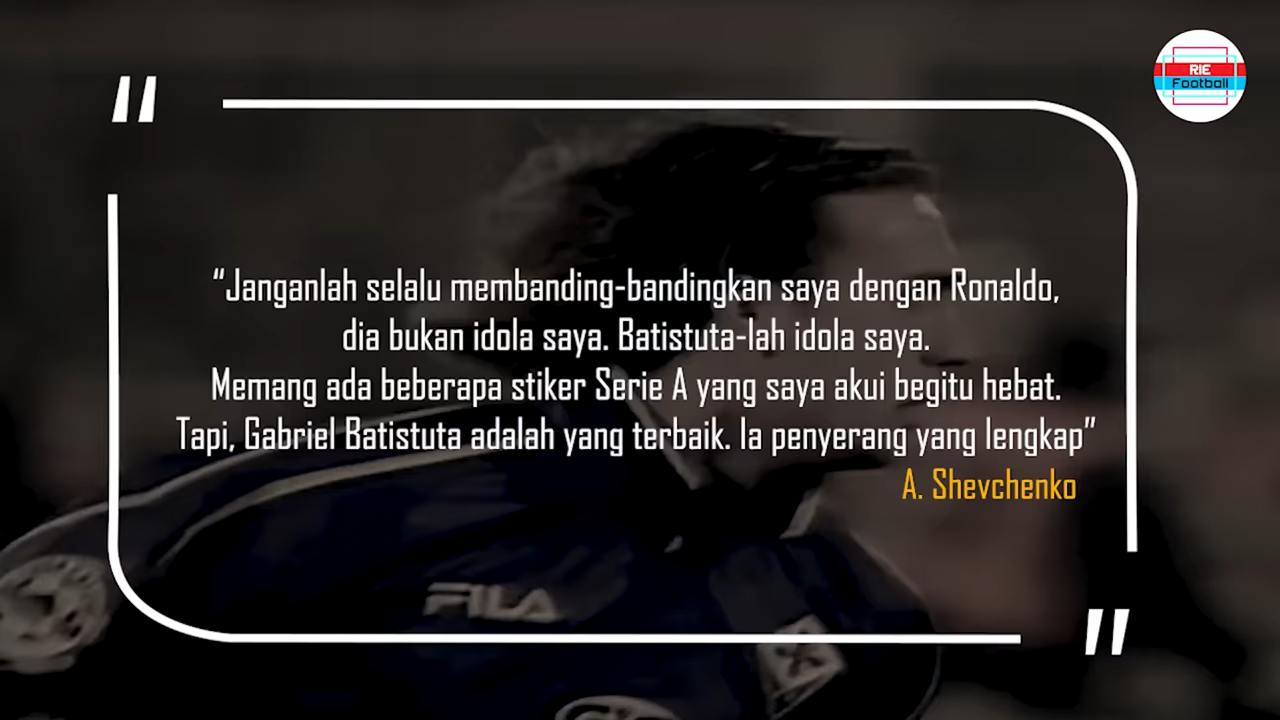 RIE
Football
“Janganlah selalu membanding-bandingkan saya dengan Ronaldo,
dia bukan idola saya. Batistuta-lah idola saya.
Memang ada beberapa stiker Serie A yang saya akui begitu hebat.
Tapi, Gabriel Batistuta adalah yang terbaik. Ia penyerang yang lengkap”
A. Shevchenko
FILA